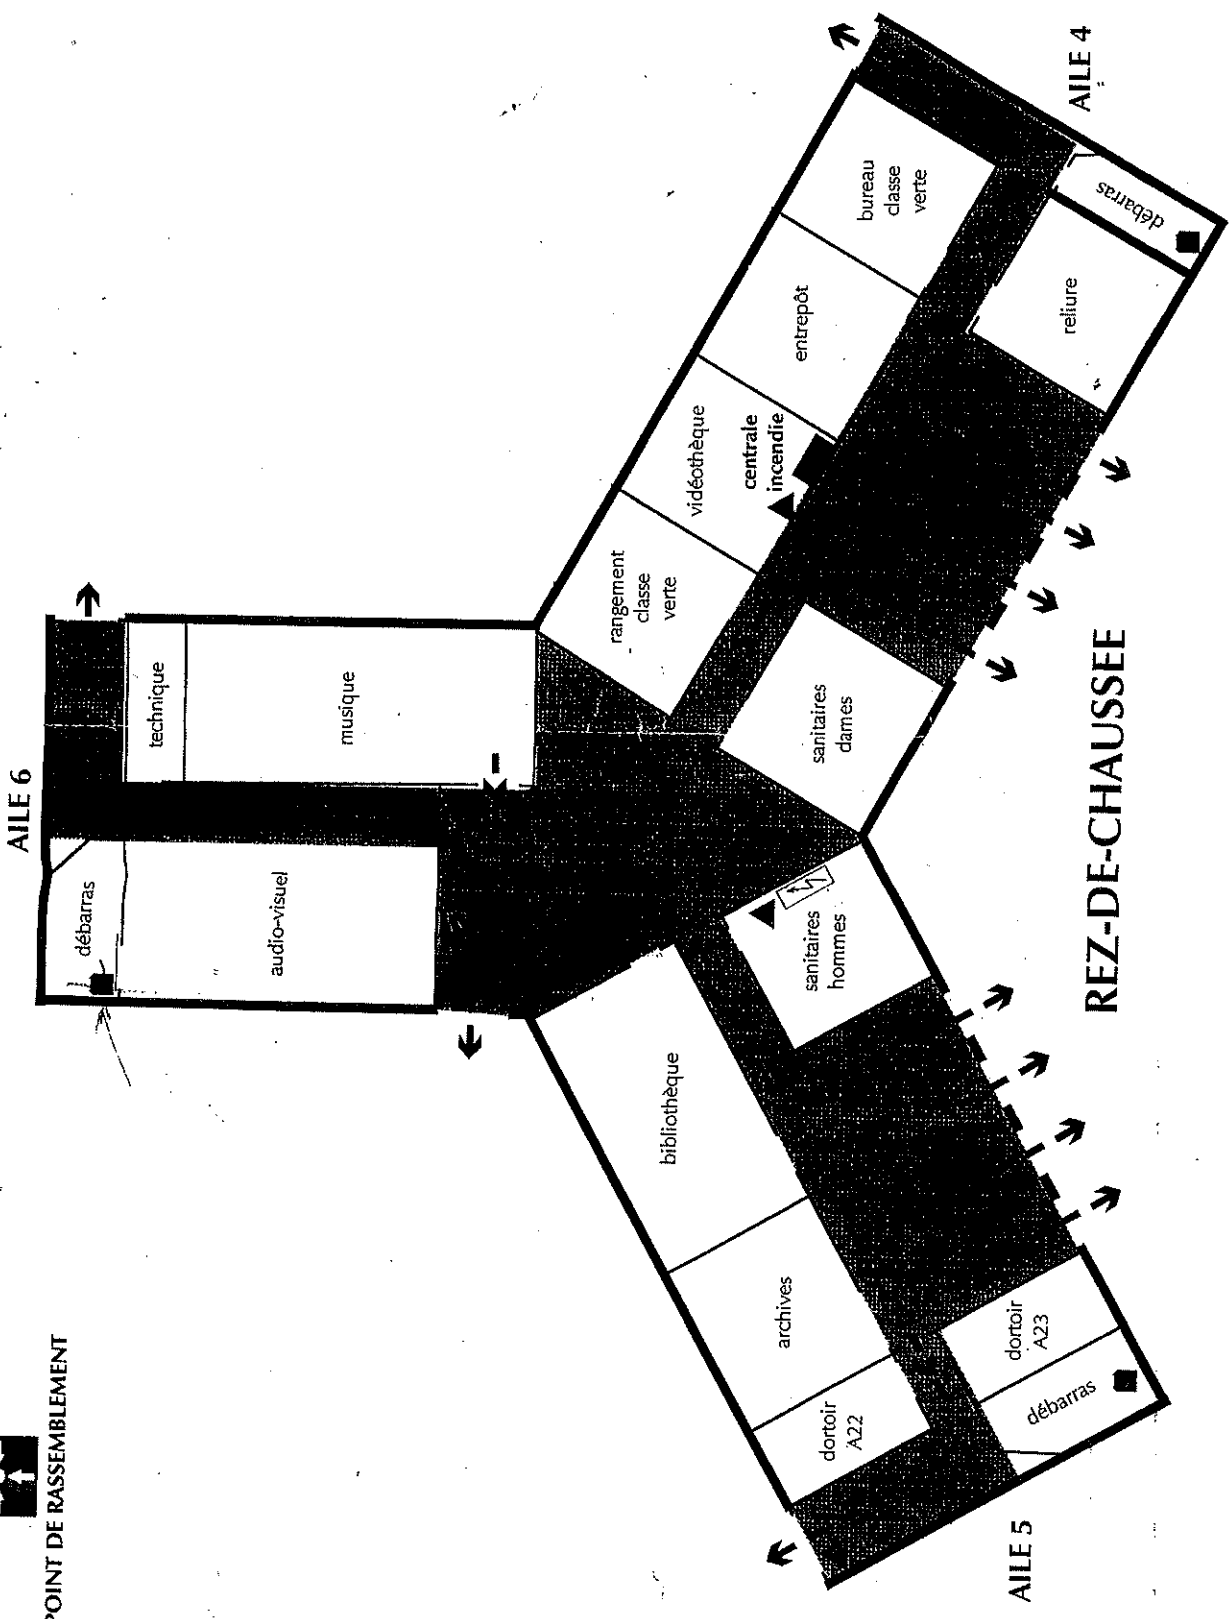 POINT DE RASSEMBLEMENT
AILE 6
débarras
technique
audio-visuel
musique
rangement
classe
verte
vidéothèque
centrale
incendie
entrepôt
bureau
classe
verte
AILE 4
débarras
reliure
bibliothèque
sanitaires
hommes
sanitaires
dames
archives
dortoir
A22
dortoir
A23
débarras
AILE 5
REZ-DE-CHAUSSEE